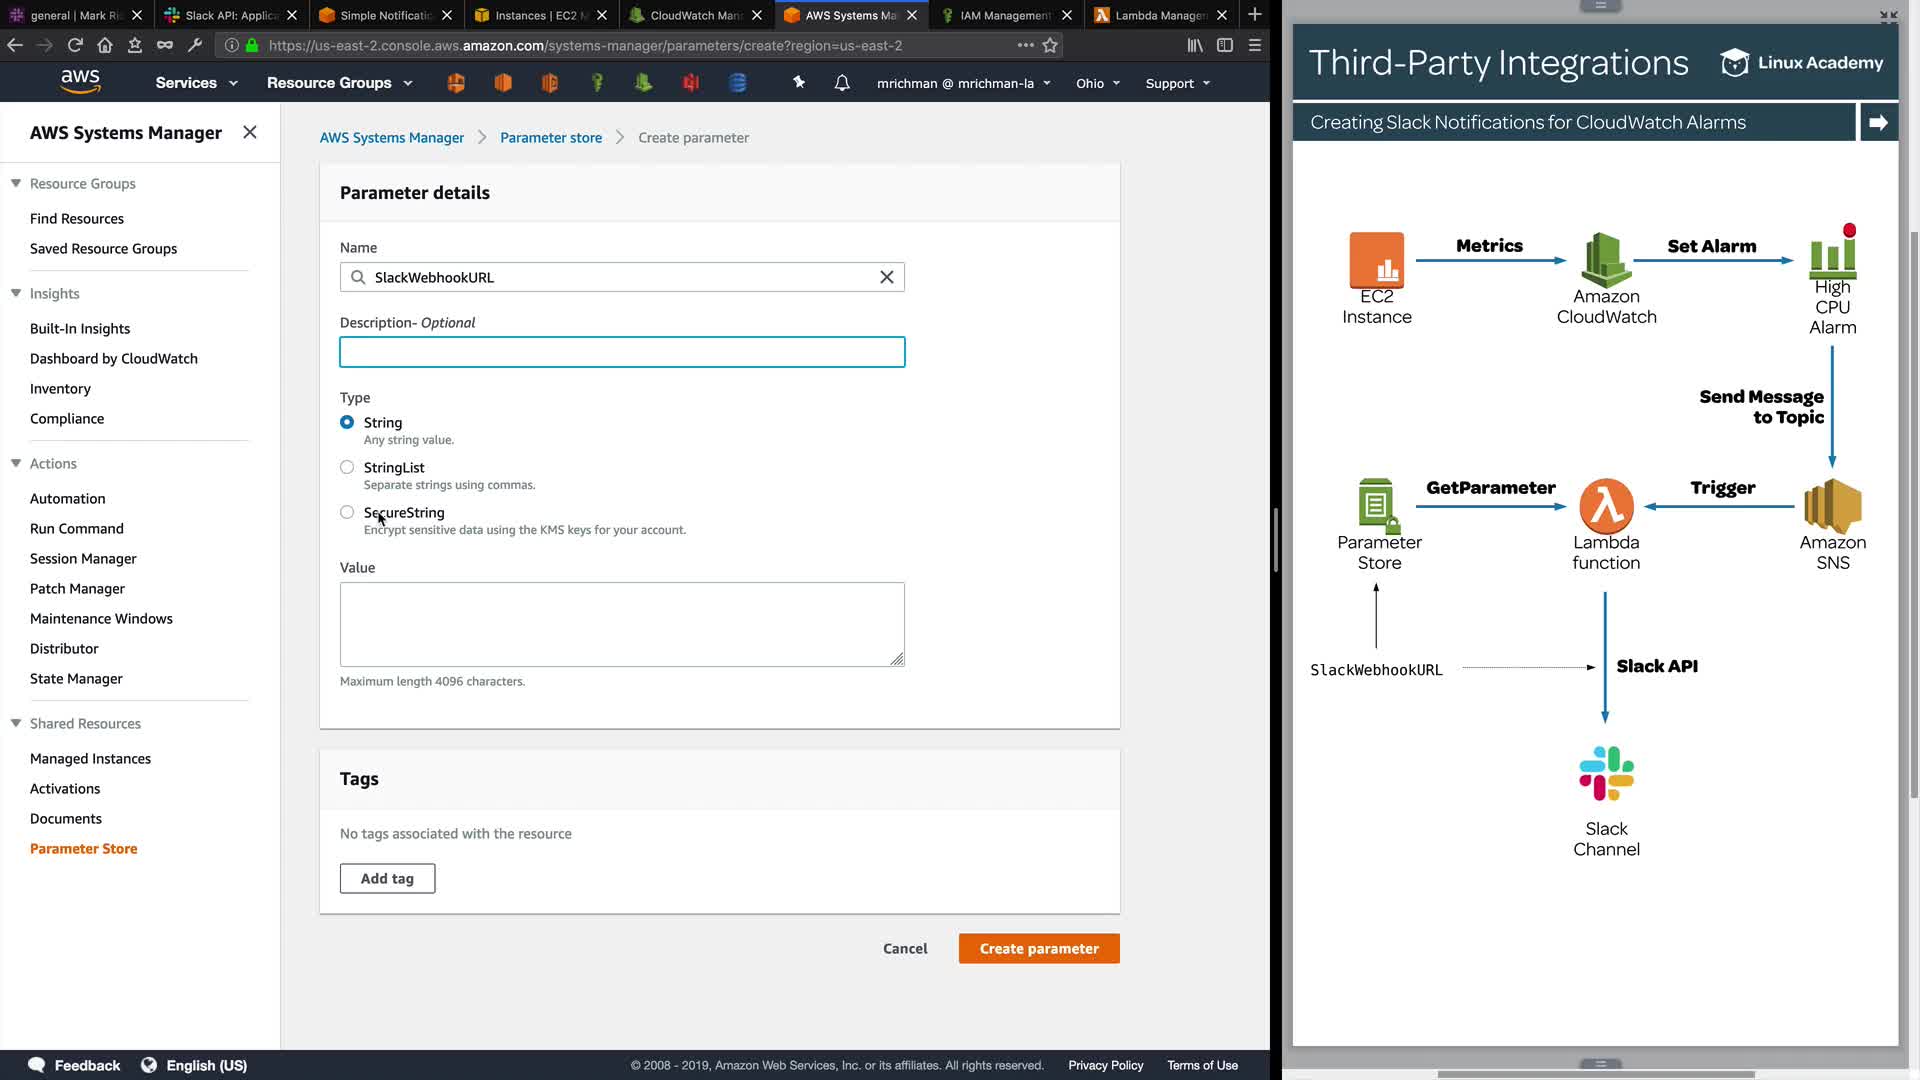 general | Mark Ri
Slack API: Applica
Simple Notificatio
Instances | EC2 M
CloudWatch Man
AWS Systems Ma
IAM Management
Lambda Manage
https://us-east-2.console.aws.amazon.com/systems-manager/parameters/create?region=us-east-2
aws
Services
Resource Groups
mrichman @ mrichman-la
Ohio
Support
AWS Systems Manager
Resource Groups
Find Resources
Saved Resource Groups
Insights
Built-In Insights
Dashboard by CloudWatch
Inventory
Compliance
Actions
Automation
Run Command
Session Manager
Patch Manager
Maintenance Windows
Distributor
State Manager
Shared Resources
Managed Instances
Activations
Documents
Parameter Store
AWS Systems Manager
Parameter store
Create parameter
Parameter details
Name
SlackWebhookURL
Description- Optional
Type
String
Any string value.
StringList
Separate strings using commas.
SecureString
Encrypt sensitive data using the KMS keys for your account.
Value
Maximum length 4096 characters.
Tags
No tags associated with the resource
Add tag
Cancel
Create parameter
Feedback
English (US)
© 2008 - 2019, Amazon Web Services, Inc. or its affiliates. All rights reserved.
Privacy Policy
Terms of Use
Third-Party Integrations
Linux Academy
Creating Slack Notifications for CloudWatch Alarms
Metrics
Set Alarm
EC2
Instance
Amazon
CloudWatch
High
CPU
Alarm
Send Message
to Topic
GetParameter
Trigger
Parameter
Store
Lambda
function
Amazon
SNS
SlackWebhookURL
Slack API
Slack
Channel